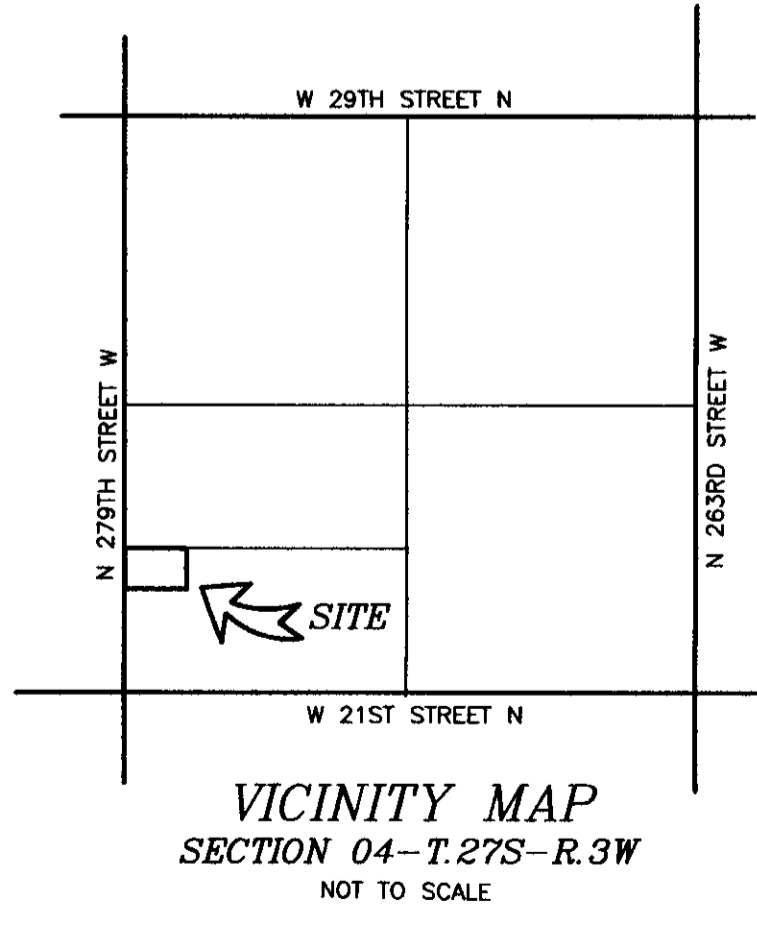 W 29TH STREET N
N 279TH STREET W
N 263RD STREET W
SITE
W 21ST STREET N
VICINITY MAP
SECTION 04-T.27S-R.3W
NOT TO SCALE